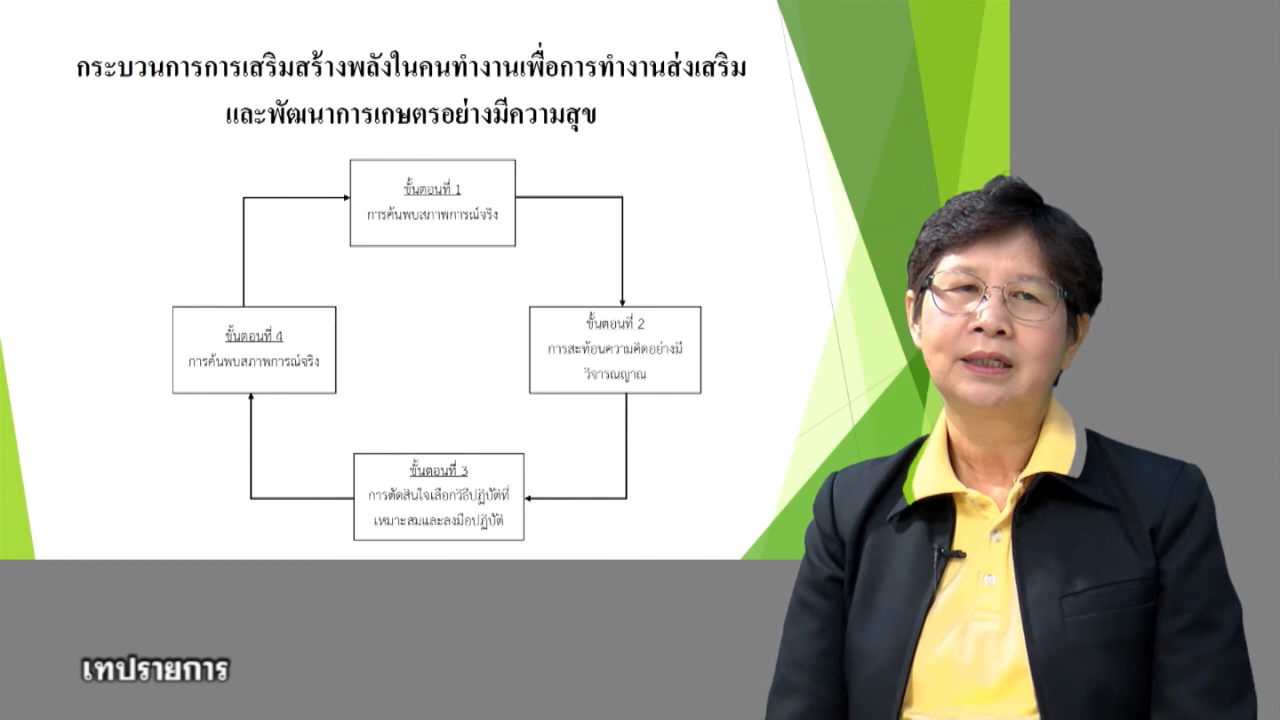 กระบวนการการเสริมสร้างพลังในคนทำงานเพื่อการทำงานส่งเสริม
และพัฒนาการเกษตรอย่างมีความสุข
ขั้นตอนที่ 1
การค้นพบสภาพการณ์จริง
ขั้นตอนที่ 2
การสะท้อนความคิดอย่างมี
วิจารณญาณ
ขั้นตอนที่ 3
การตัดสินใจเลือกวิธีปฏิบัติที่
เหมาะสมและลงมือปฏิบัติ
ขั้นตอนที่ 4
การค้นพบสภาพการณ์จริง
เทปรายการ